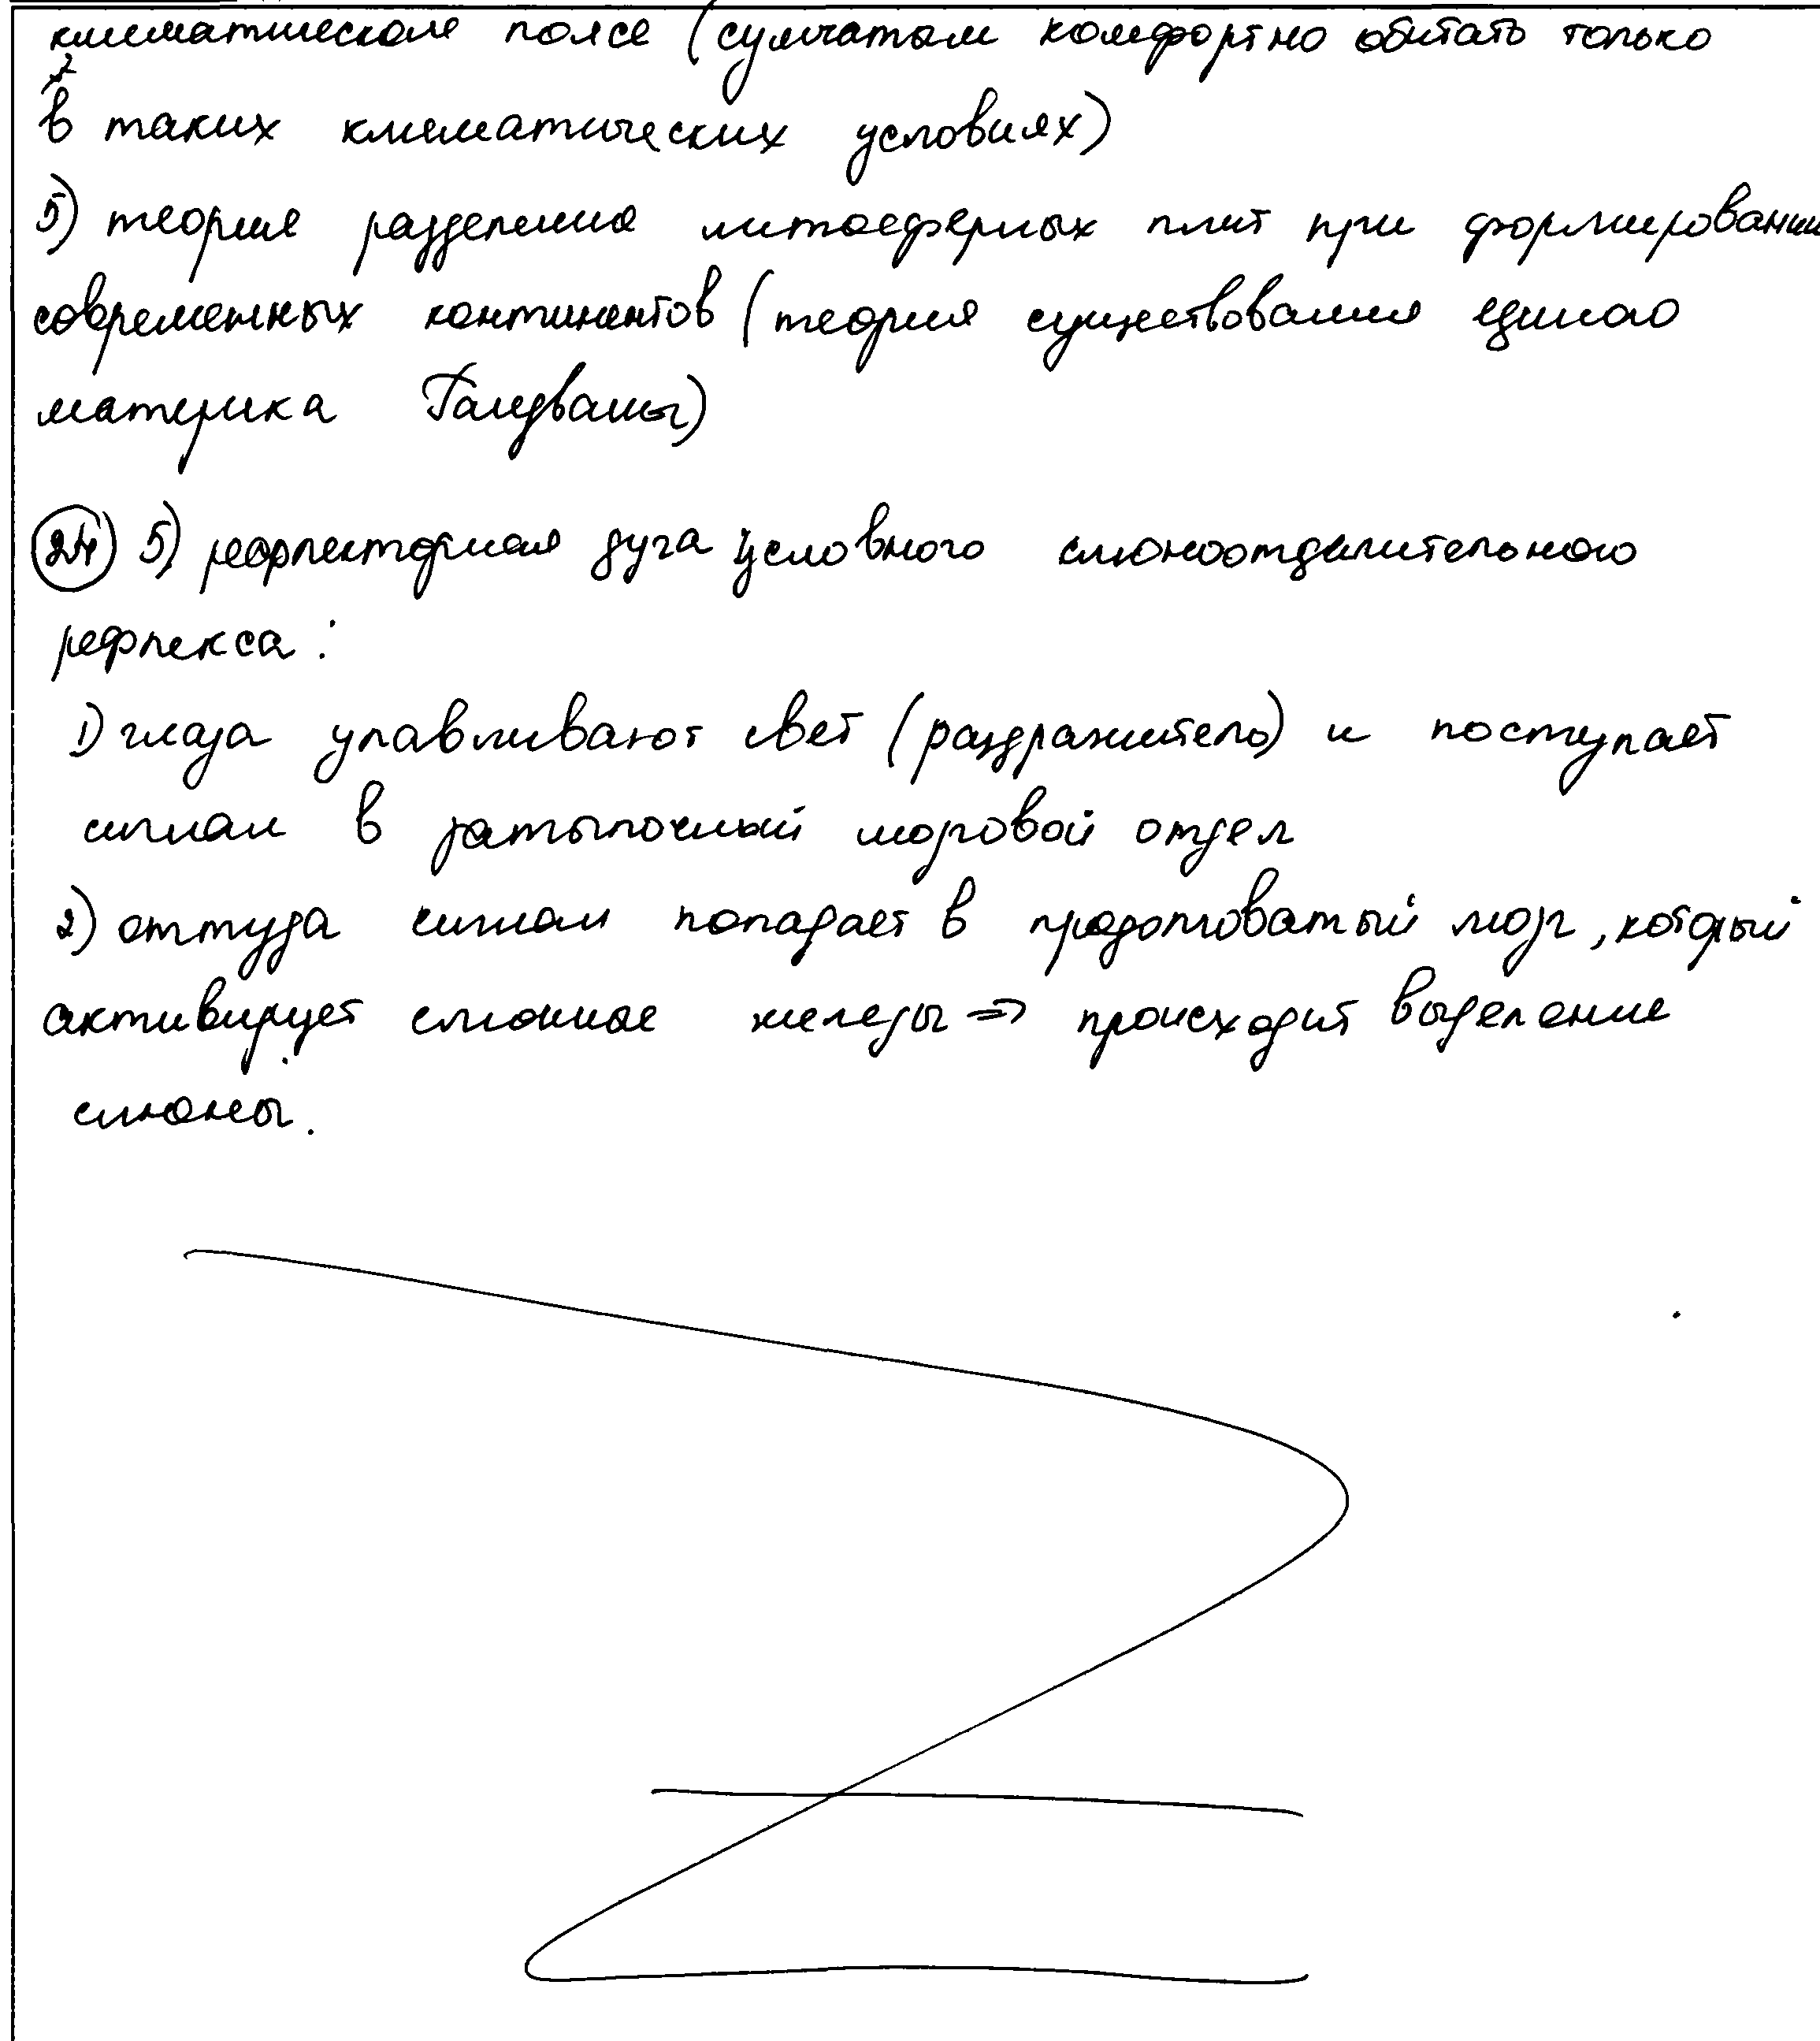 климатическом поясе (сумчатым комфортно обитать только
в таких климатических условиях)
5) теория разделения литосферных плит при формировании
современных континентов (теория существования единого
материка Гандваны)
24) 5) рефлекторная дуга условного слюноотделительного
рефлекса:
1) глаза улавливают свет (раздражитель) и поступает
сигнал в затылочный мозговой отдел
2) оттуда сигнал попадает в продолговатый мозг, который
активирует слюнные железы => происходит выделение
слюны.